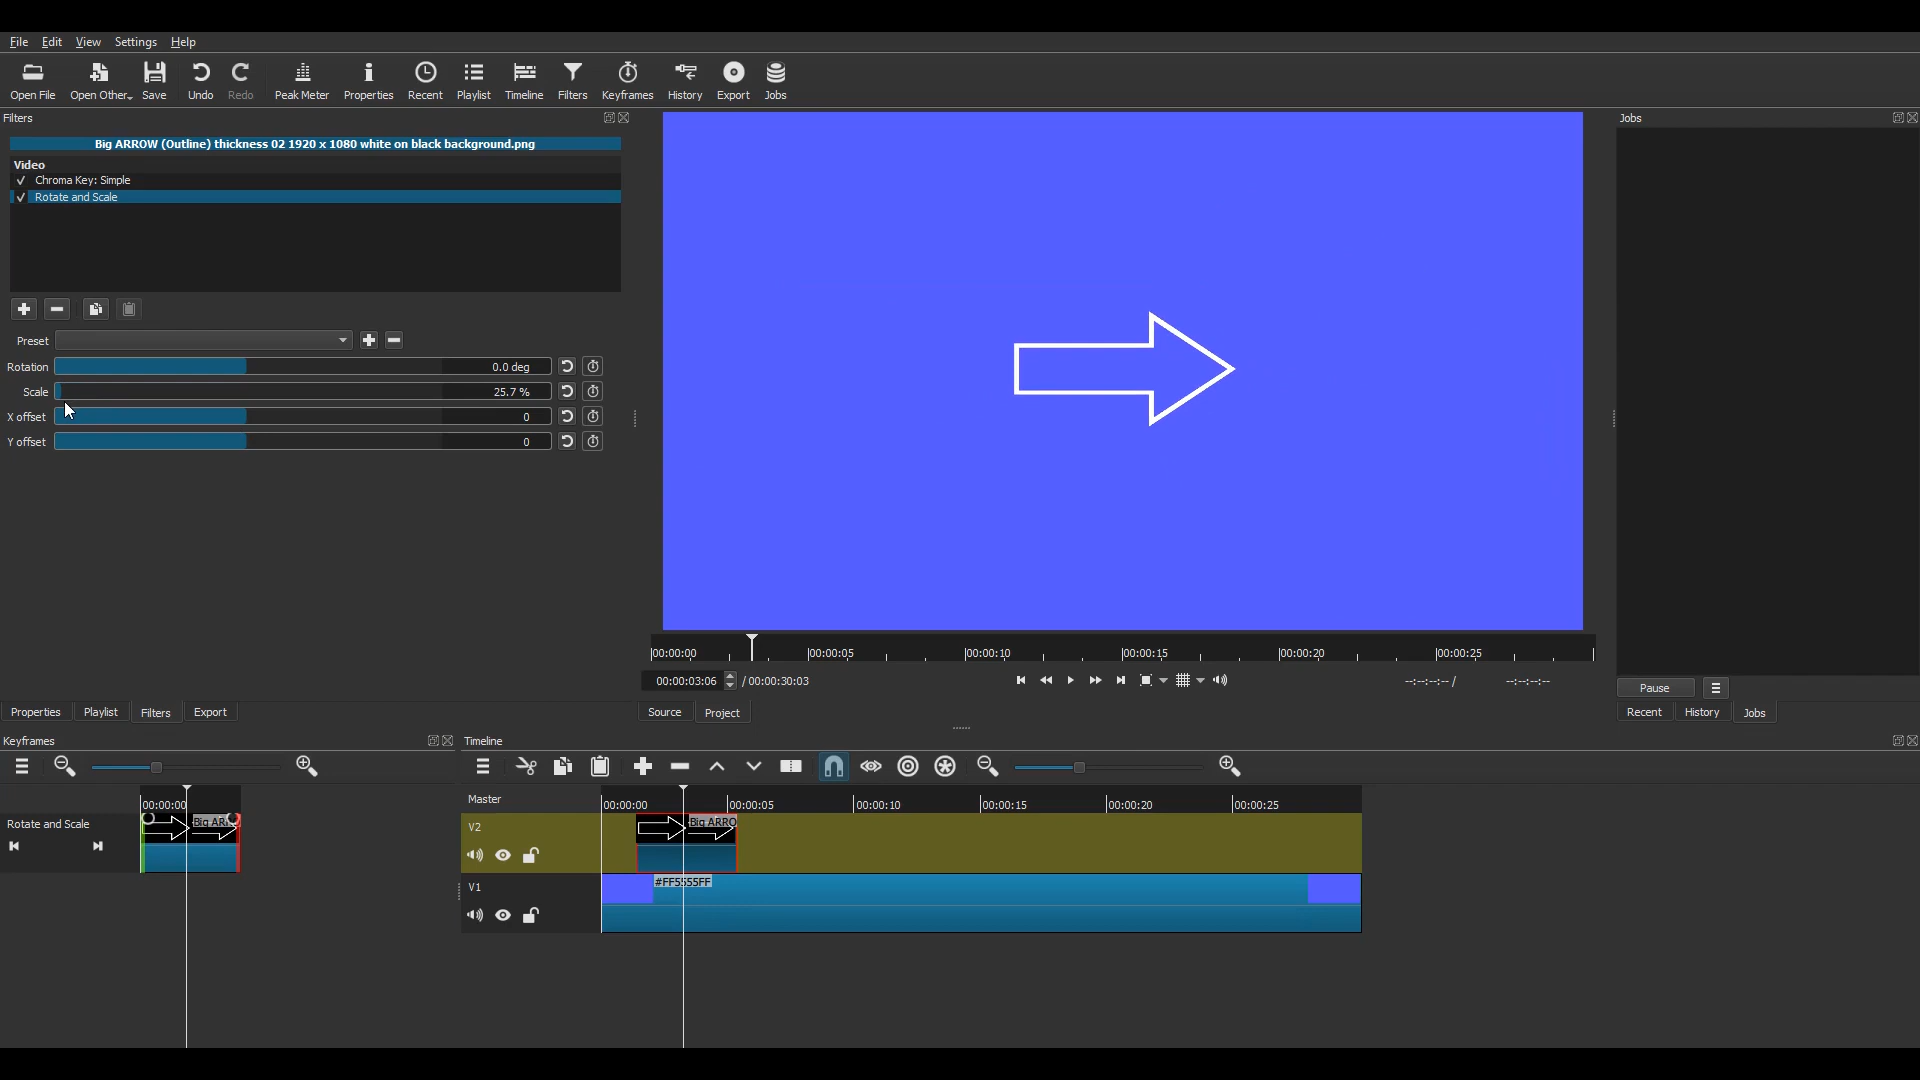 File Edit View Settings Help
Open File Open Other Save Undo Redo Peak Meter Properties Recent Playlist Timeline Filters Keyframes History Export Jobs
Filters
Big ARROW (Outline) thickness 02 1920 x 1080 white on black background.png
Video
Chroma Key: Simple
Rotate and Scale
Preset
Rotation 0.0 deg
Scale 25.7 %
X offset 0
Y offset 0
Jobs
00:00:00 00:00:05 00:00:10 00:00:15 00:00:20 00:00:25
00:00:03:06 / 00:00:30:03 --:--:--:-- / --:--:--:--
Pause
Properties Playlist Filters Export
Source Project
Recent History Jobs
Keyframes
00:00:00
Rotate and Scale
Big AR
Timeline
Master
00:00:00 00:00:05 00:00:10 00:00:15 00:00:20 00:00:25
V2
Big ARRO
V1
#FF5555FF